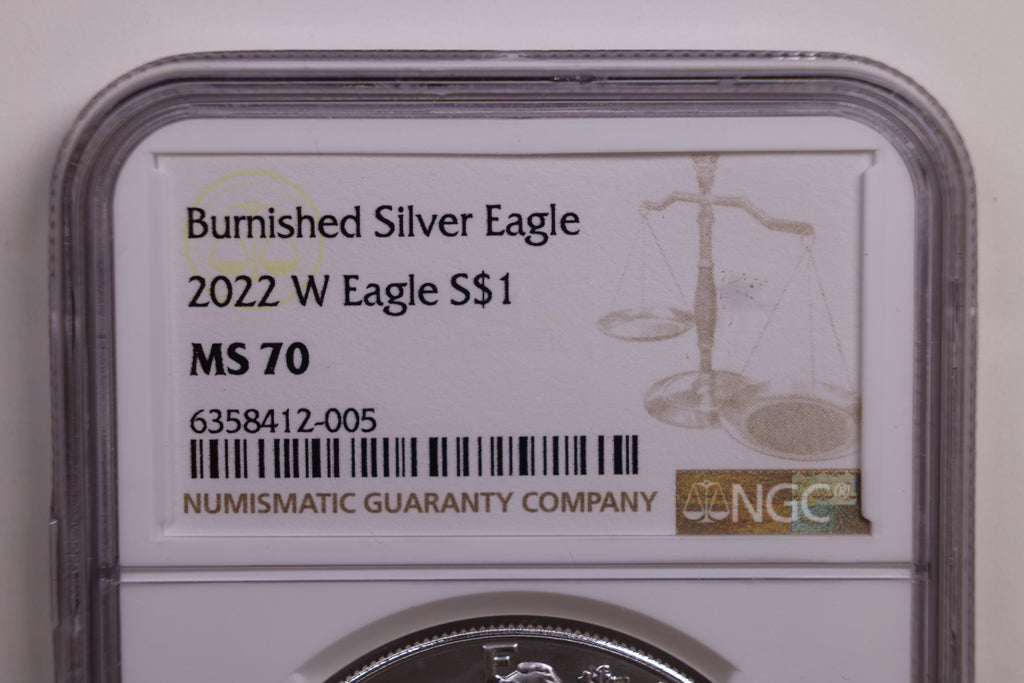 Burnished Silver Eagle
2022 W Eagle S$1
MS 70
6358412-005
NUMISMATIC GUARANTY COMPANY
NGC®
E